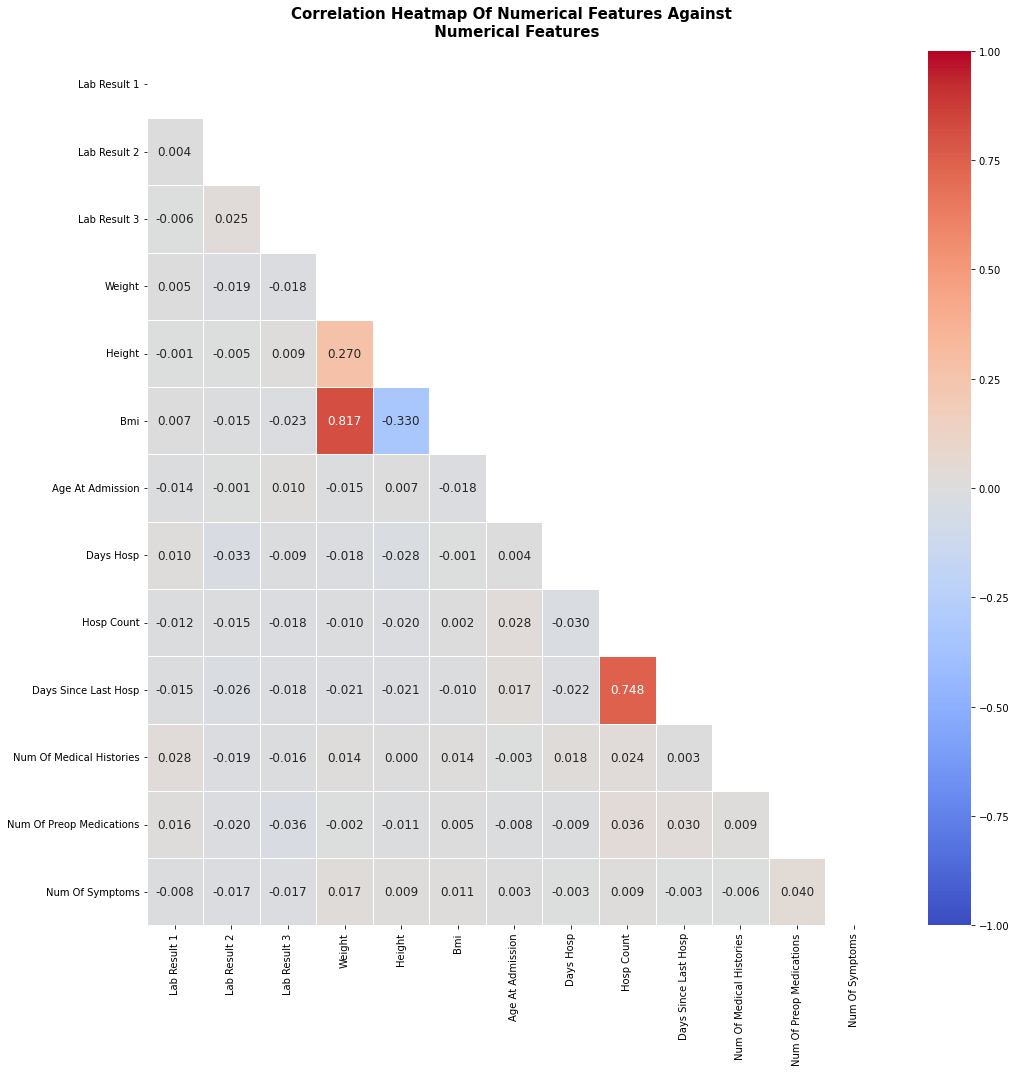 Correlation Heatmap Of Numerical Features Against
Numerical Features
Lab Result 1
Lab Result 2 0.004
Lab Result 3 -0.006 0.025
Weight 0.005 -0.019 -0.018
Height -0.001 -0.005 0.009 0.270
Bmi 0.007 -0.015 -0.023 0.817 -0.330
Age At Admission -0.014 -0.001 0.010 -0.015 0.007 -0.018
Days Hosp 0.010 -0.033 -0.009 -0.018 -0.028 -0.001 0.004
Hosp Count -0.012 -0.015 -0.018 -0.010 -0.020 0.002 0.028 -0.030
Days Since Last Hosp -0.015 -0.026 -0.018 -0.021 -0.021 -0.010 0.017 -0.022 0.748
Num Of Medical Histories 0.028 -0.019 -0.016 0.014 0.000 0.014 -0.003 0.018 0.024 0.003
Num Of Preop Medications 0.016 -0.020 -0.036 -0.002 -0.011 0.005 -0.008 -0.009 0.036 0.030 0.009
Num Of Symptoms -0.008 -0.017 -0.017 0.017 0.009 0.011 0.003 -0.003 0.009 -0.003 -0.006 0.040
Lab Result 1
Lab Result 2
Lab Result 3
Weight
Height
Bmi
Age At Admission
Days Hosp
Hosp Count
Days Since Last Hosp
Num Of Medical Histories
Num Of Preop Medications
Num Of Symptoms
1.00
0.75
0.50
0.25
0.00
−0.25
−0.50
−0.75
−1.00